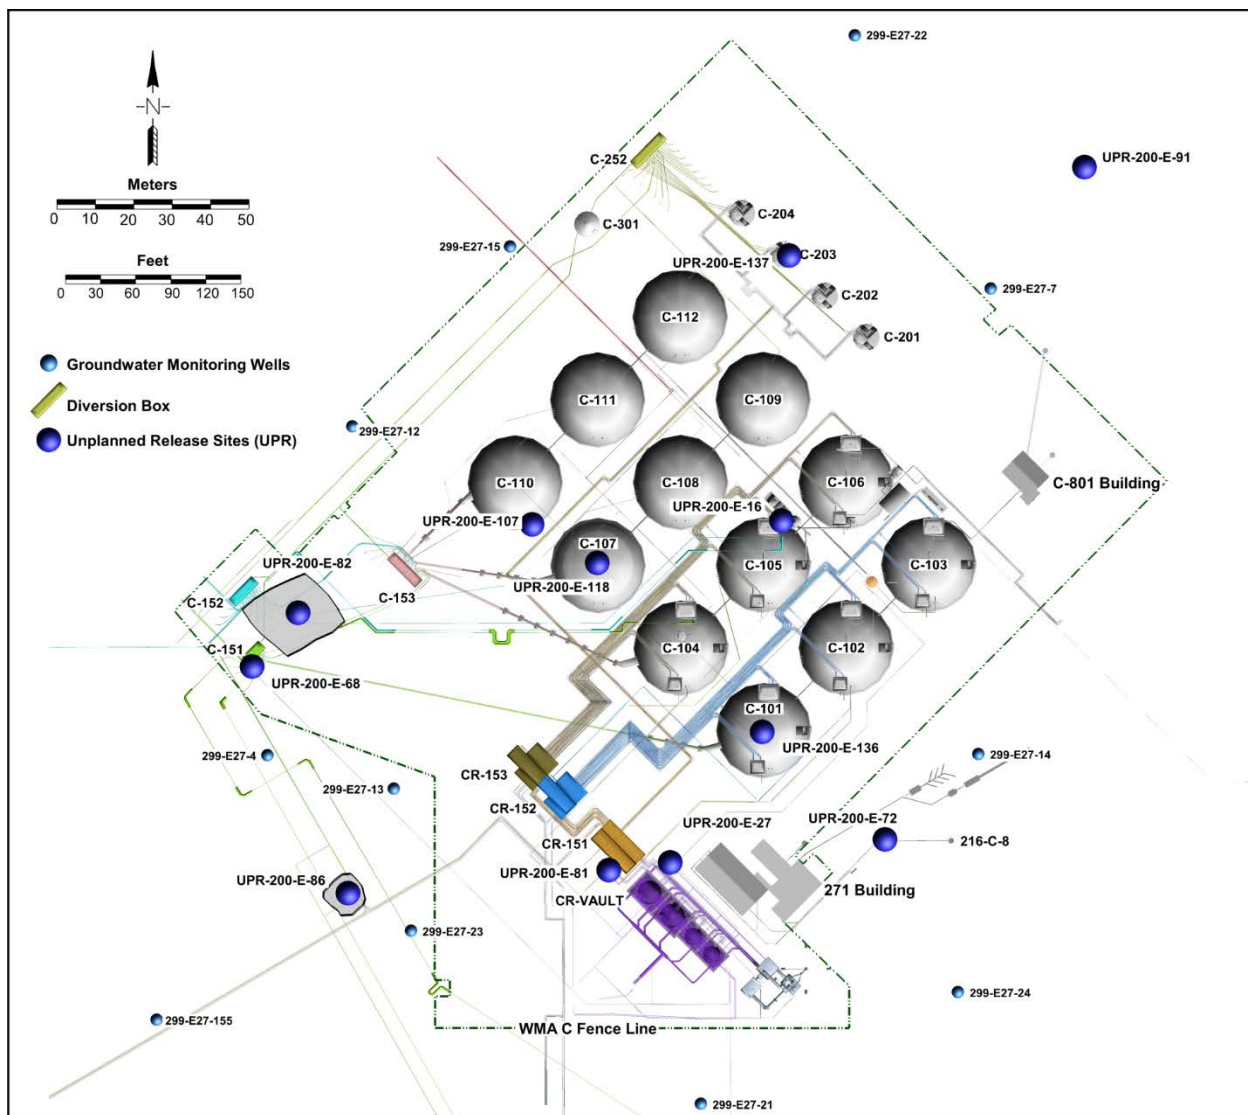 299-E27-22
N
Meters
0 10 20 30 40 50
Feet
0 30 60 90 120 150
Groundwater Monitoring Wells
Diversion Box
Unplanned Release Sites (UPR)
C-252
UPR-200-E-91
C-204
C-301
299-E27-15
C-203
UPR-200-E-137
299-E27-7
C-202
C-112
C-201
C-111
C-109
299-E27-12
C-110
C-108
C-106
C-801 Building
UPR-200-E-16
UPR-200-E-107
C-107
C-105
C-103
UPR-200-E-82
UPR-200-E-118
C-153
C-152
C-104
C-102
C-151
UPR-200-E-68
C-101
UPR-200-E-136
299-E27-4
299-E27-14
CR-153
299-E27-13
CR-152
UPR-200-E-27
UPR-200-E-72
CR-151
216-C-8
UPR-200-E-81
UPR-200-E-86
271 Building
CR-VAULT
299-E27-23
299-E27-24
299-E27-155
WMA C Fence Line
299-E27-21